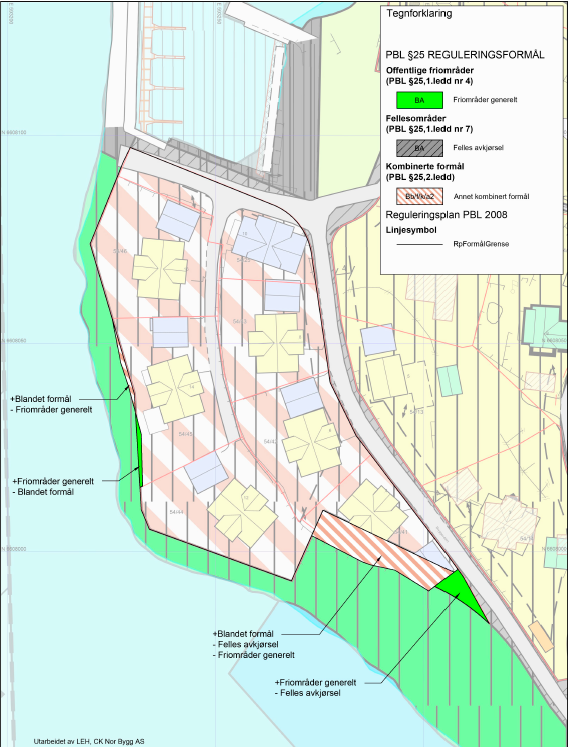 Tegnforklaring
PBL §25 REGULERINGSFORMÅL
Offentlige friområder
(PBL §25,1.ledd nr 4)
BA
Friområder generelt
Fellesområder
(PBL §25,1.ledd nr 7)
BA
Felles avkjørsel
Kombinerte formål
(PBL §25,2.ledd)
Annet kombinert formål
Reguleringsplan PBL 2008
Linjesymbol
RpFormålGrense
+Blandet formål
- Friområder generelt
+Friområder generelt
- Blandet formål
54/44
+Blandet formål
- Felles avkjørsel
- Friområder generelt
+Friområder generelt
- Felles avkjørsel
Utarbeidet av LEH, CK Nor Bygg AS